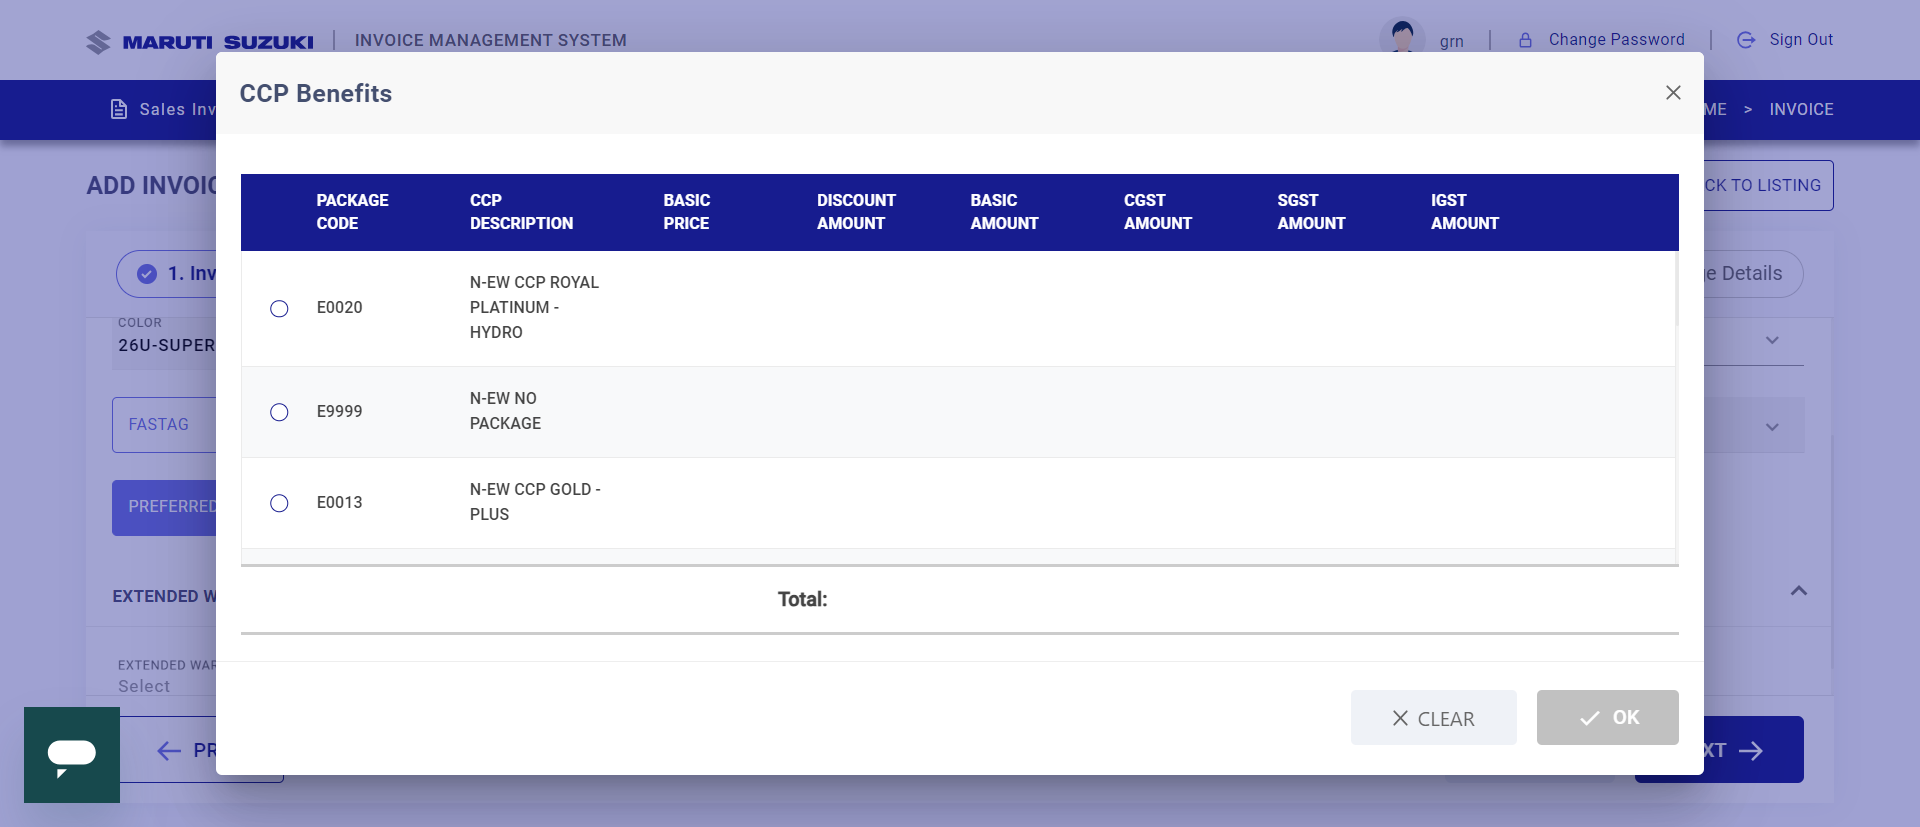 MARUTI SUZUKI
INVOICE MANAGEMENT SYSTEM
grn
Change Password
Sign Out
Sales Inv
ME > INVOICE
ADD INVOIC
CK TO LISTING
CCP Benefits
1. Inv
e Details
COLOR
26U-SUPER
FASTAG
PREFERRED
EXTENDED W
EXTENDED WAR
Select
PR
XT
PACKAGE CODE
CCP DESCRIPTION
BASIC PRICE
DISCOUNT AMOUNT
BASIC AMOUNT
CGST AMOUNT
SGST AMOUNT
IGST AMOUNT
E0020
N-EW CCP ROYAL
PLATINUM -
HYDRO
E9999
N-EW NO
PACKAGE
E0013
N-EW CCP GOLD -
PLUS
Total:
CLEAR
OK